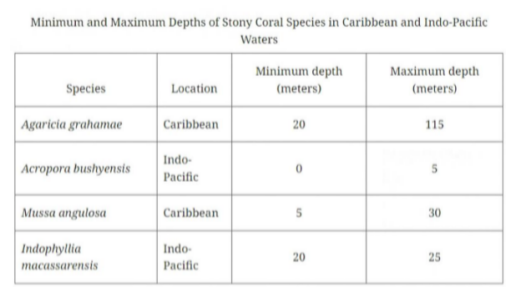 Minimum and Maximum Depths of Stony Coral Species in Caribbean and Indo-Pacific
Waters
Species Location Minimum depth (meters) Maximum depth (meters)
Agaricia grahamae Caribbean 20 115
Acropora bushyensis Indo-Pacific 0 5
Mussa angulosa Caribbean 5 30
Indophyllia macassarensis Indo-Pacific 20 25